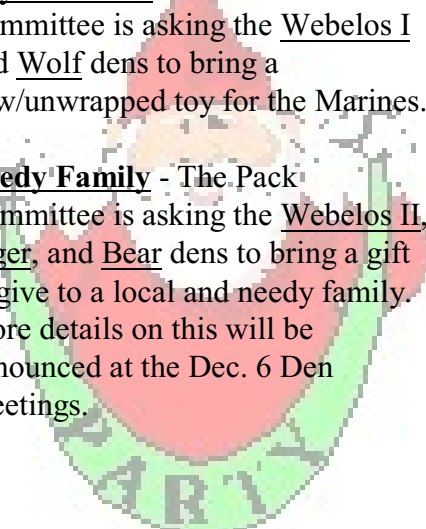 mmittee is asking the Webelos I
d Wolf dens to bring a
w/unwrapped toy for the Marines.
edy Family - The Pack
mmittee is asking the Webelos II,
ger, and Bear dens to bring a gift
give to a local and needy family.
ore details on this will be
nounced at the Dec. 6 Den
eetings.
PARTY